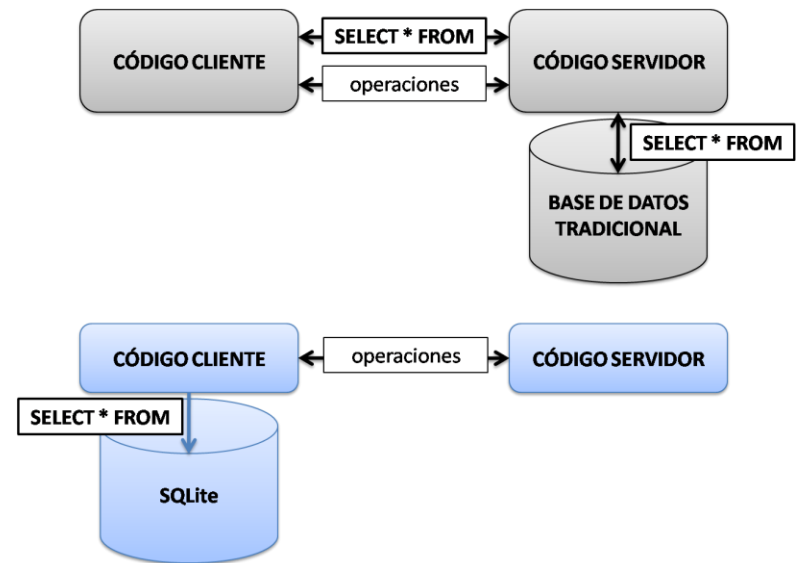 CÓDIGO CLIENTE
SELECT * FROM
operaciones
CÓDIGO SERVIDOR
SELECT * FROM
BASE DE DATOS
TRADICIONAL
CÓDIGO CLIENTE
operaciones
CÓDIGO SERVIDOR
SELECT * FROM
SQLite